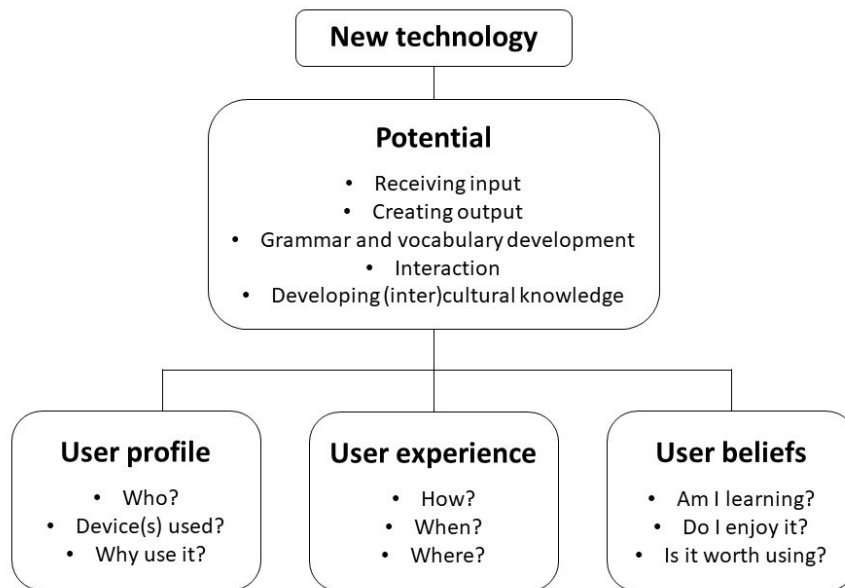 New technology
Potential
• Receiving input
• Creating output
• Grammar and vocabulary development
• Interaction
• Developing (inter)cultural knowledge
User profile
• Who?
• Device(s) used?
• Why use it?
User experience
• How?
• When?
• Where?
User beliefs
• Am I learning?
• Do I enjoy it?
• Is it worth using?